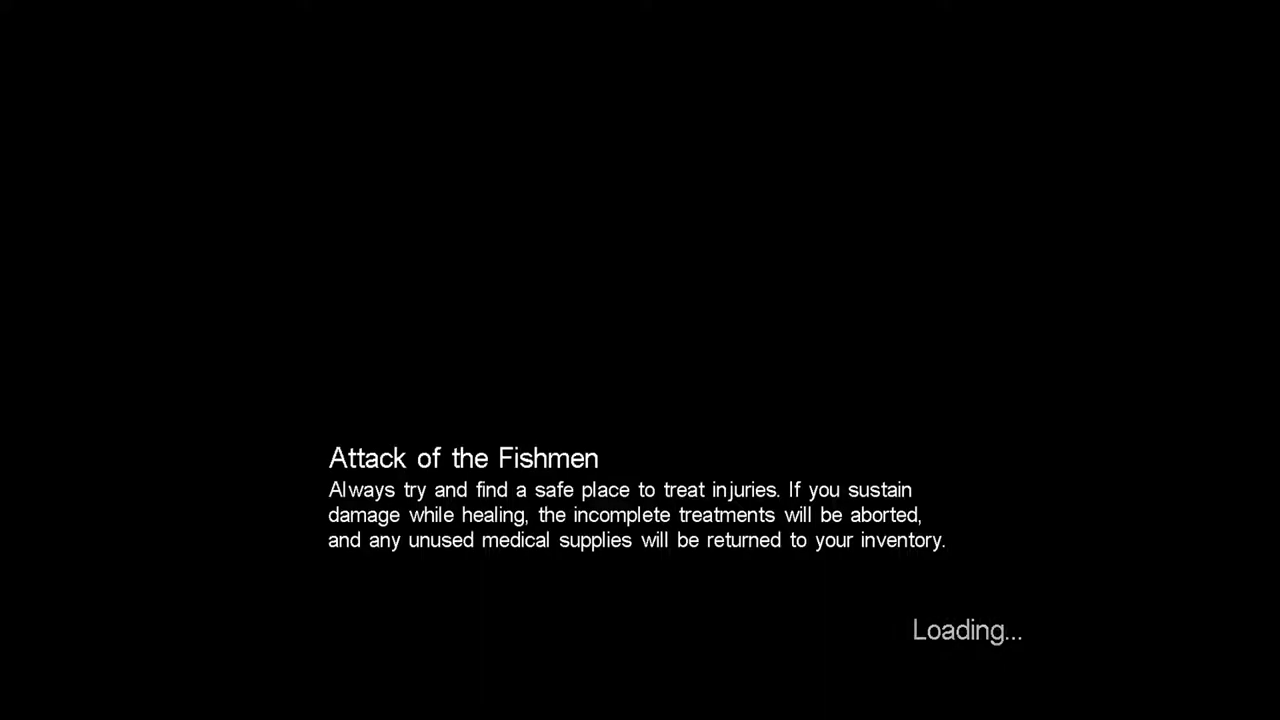 Attack of the Fishmen
Always try and find a safe place to treat injuries. If you sustain
damage while healing, the incomplete treatments will be aborted,
and any unused medical supplies will be returned to your inventory.
Loading...